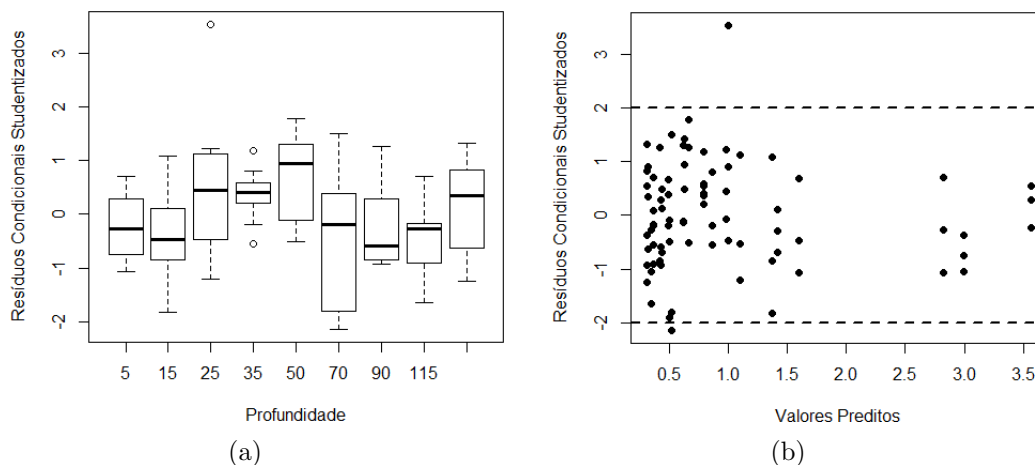 Resíduos Condicionais Studentizados
3
2
1
0
-1
-2
5 15 25 35 50 70 90 115
Profundidade
(a)
Resíduos Condicionais Studentizados
3
2
1
0
-1
-2
0.5 1.0 1.5 2.0 2.5 3.0 3.5
Valores Preditos
(b)